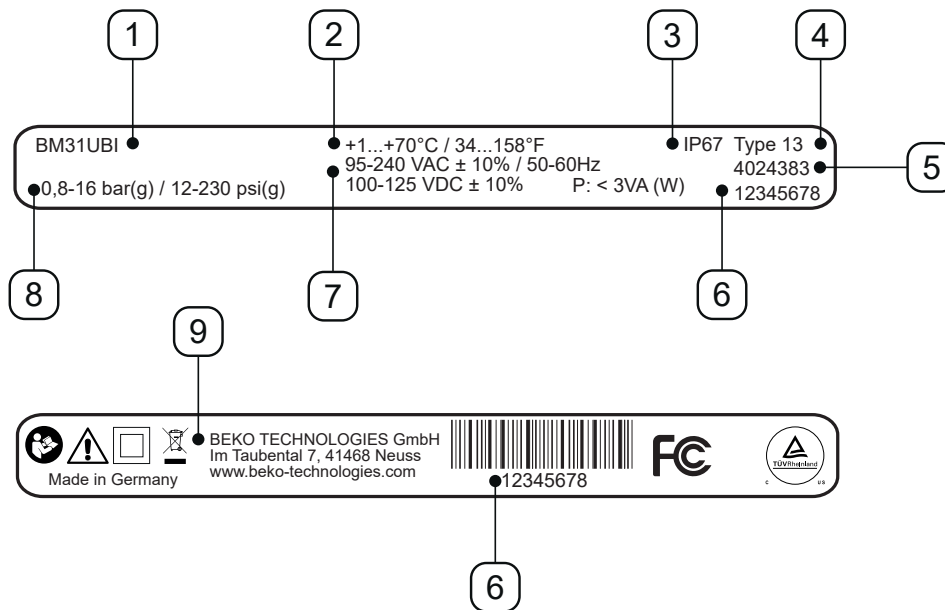 1
2
3
4
BM31UBI
+1...+70°C / 34...158°F
IP67 Type 13
95-240 VAC ± 10% / 50-60Hz
4024383
5
0,8-16 bar(g) / 12-230 psi(g)
100-125 VDC ± 10%
P: < 3VA (W)
12345678
8
7
6
9
BEKO TECHNOLOGIES GmbH
Im Taubental 7, 41468 Neuss
www.beko-technologies.com
Made in Germany
12345678
FC
TÜVRheinland
C
US
6